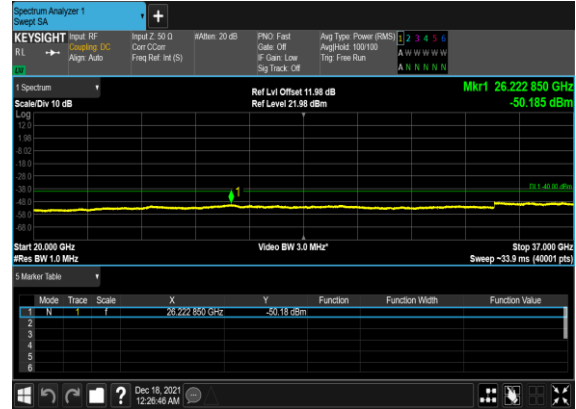 Spectrum Analyzer 1
Swept SA
+
KEYSIGHT Input: RF Input Z: 50 Ω #Atten: 20 dB PNO: Fast Avg Type: Power (RMS) 1 2 3 4 5 6
RL Coupling: DC Corr CCorr Gate: Off Avg|Hold: 100/100 A W W W W W
Align: Auto Freq Ref: Int (S) IF Gain: Low Trig: Free Run
LXI Sig Track: Off A N N N N N
1 Spectrum Ref Lvl Offset 11.98 dB Mkr1 26.222 850 GHz
Scale/Div 10 dB Ref Level 21.98 dBm -50.185 dBm
Log
12.0
1.98
-8.02
-18.0
-28.0
-38.0 1 DL1 -40.00 dBm
-48.0
-58.0
-68.0
Start 20.000 GHz Video BW 3.0 MHz* Stop 37.000 GHz
#Res BW 1.0 MHz Sweep ~33.9 ms (40001 pts)
5 Marker Table
Mode Trace Scale X Y Function Function Width Function Value
1 N 1 f 26.222 850 GHz -50.18 dBm
2
3
4
5
6
? Dec 18, 2021
12:26:46 AM